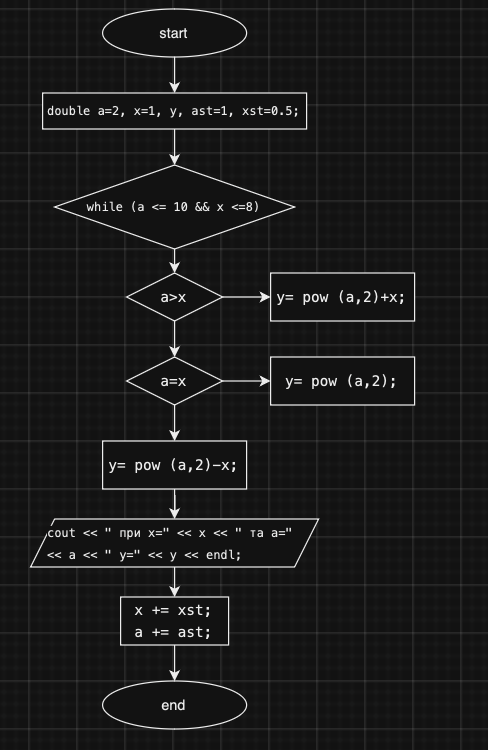 start
double a=2, x=1, y, ast=1, xst=0.5;
while (a <= 10 && x <=8)
a>x
y= pow (a,2)+x;
a=x
y= pow (a,2);
y= pow (a,2)-x;
cout << " при x=" << x << " та a="
<< a << " y=" << y << endl;
x += xst;
a += ast;
end